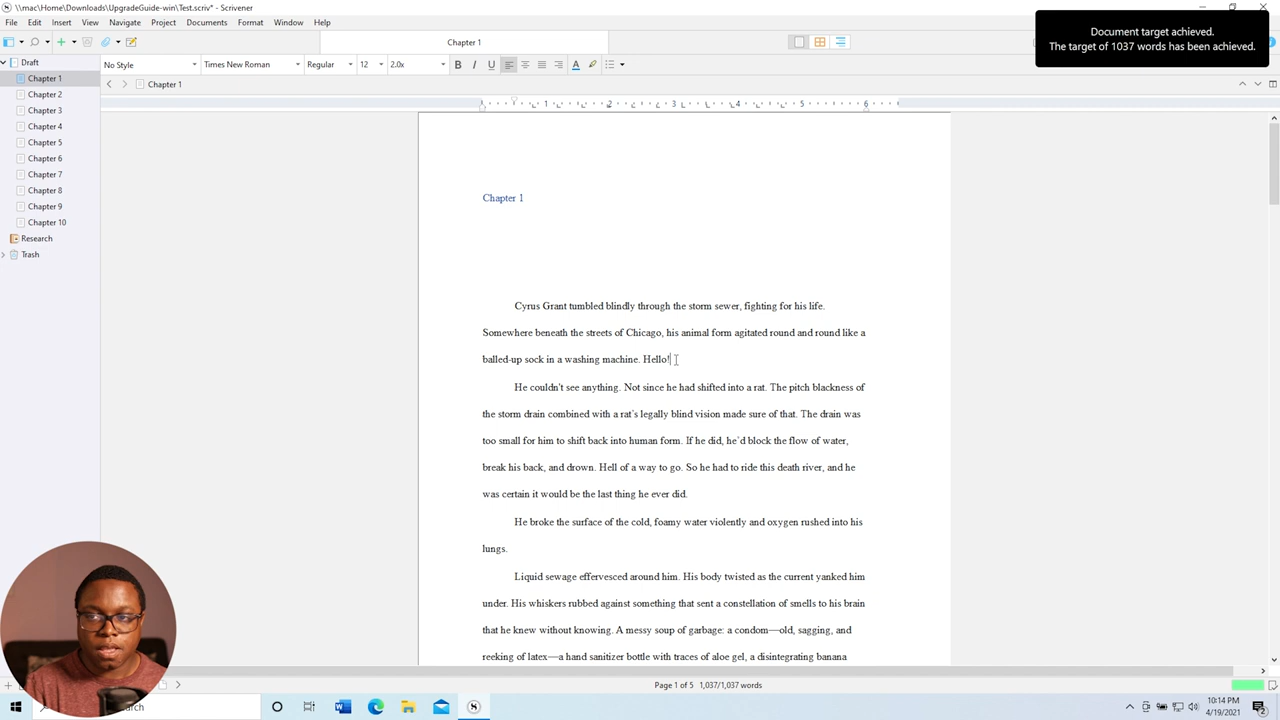 \\mac\Home\Downloads\UpgradeGuide-win\Test.scriv* - Scrivener
File Edit Insert View Navigate Project Documents Format Window Help
Document target achieved.
The target of 1037 words has been achieved.
Chapter 1
No Style Times New Roman Regular 12 2.0x B I U A
Draft
Chapter 1
Chapter 2
Chapter 3
Chapter 4
Chapter 5
Chapter 6
Chapter 7
Chapter 8
Chapter 9
Chapter 10
Research
Trash
Chapter 1
1 2 3 4 5 6
Chapter 1
Cyrus Grant tumbled blindly through the storm sewer, fighting for his life.
Somewhere beneath the streets of Chicago, his animal form agitated round and round like a
balled-up sock in a washing machine. Hello!
He couldn't see anything. Not since he had shifted into a rat. The pitch blackness of
the storm drain combined with a rat's legally blind vision made sure of that. The drain was
too small for him to shift back into human form. If he did, he'd block the flow of water,
break his back, and drown. Hell of a way to go. So he had to ride this death river, and he
was certain it would be the last thing he ever did.
He broke the surface of the cold, foamy water violently and oxygen rushed into his
lungs.
Liquid sewage effervesced around him. His body twisted as the current yanked him
under. His whiskers rubbed against something that sent a constellation of smells to his brain
that he knew without knowing. A messy soup of garbage: a condom—old, sagging, and
reeking of latex—a hand sanitizer bottle with traces of aloe gel, a disintegrating banana
Page 1 of 5 1,037/1,037 words
10:14 PM
4/19/2021
2